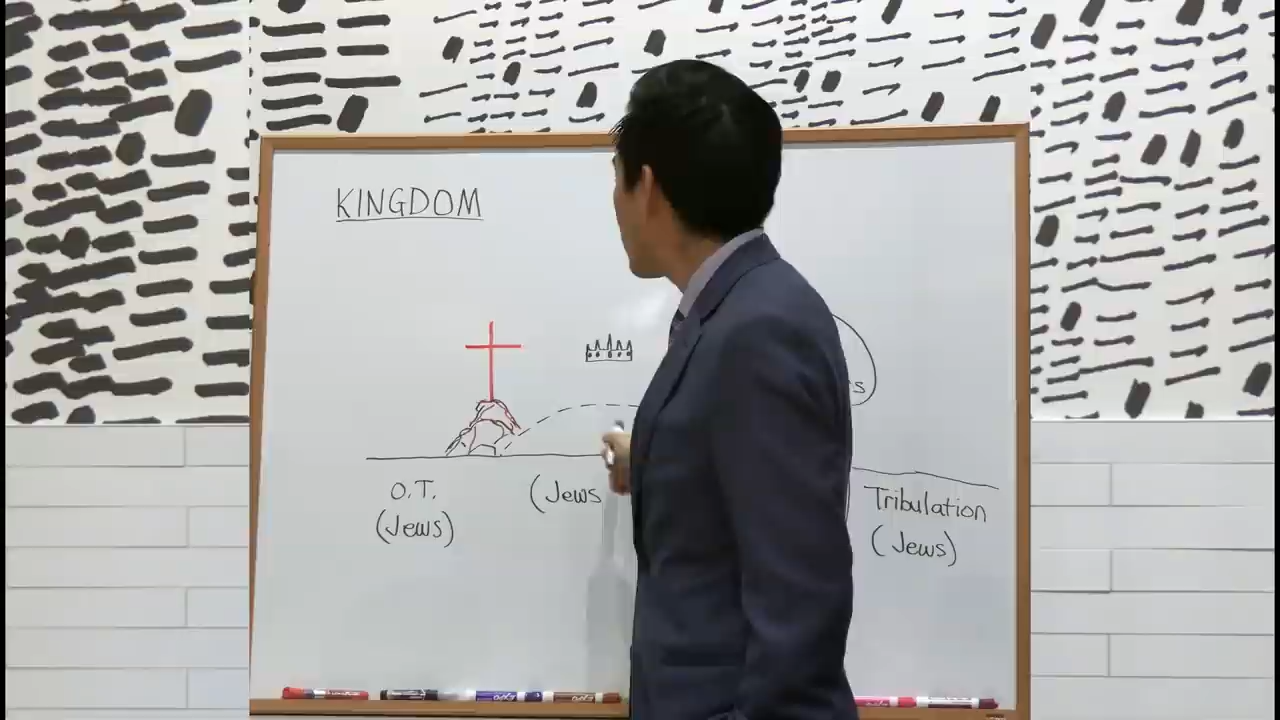 KINGDOM
O.T.
(Jews)
(Jews
Tribulation
(Jews)